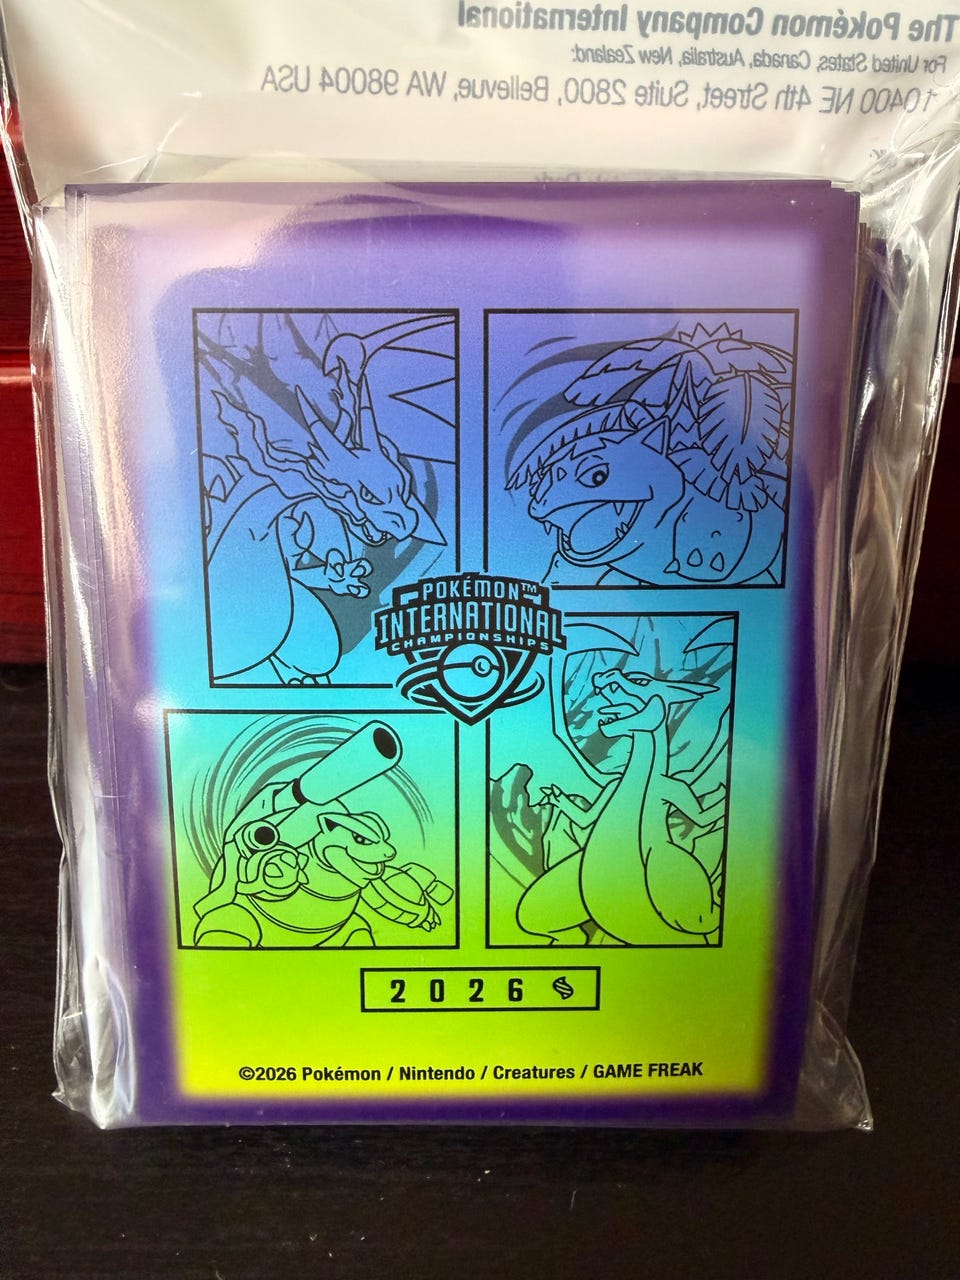 The Pokémon Company International
For United States, Canada, Australia, New Zealand:
10400 NE 4th Street, Suite 2800, Bellevue, WA 98004 USA
POKÉMON™
INTERNATIONAL
CHAMPIONSHIPS
2026
©2026 Pokémon / Nintendo / Creatures / GAME FREAK